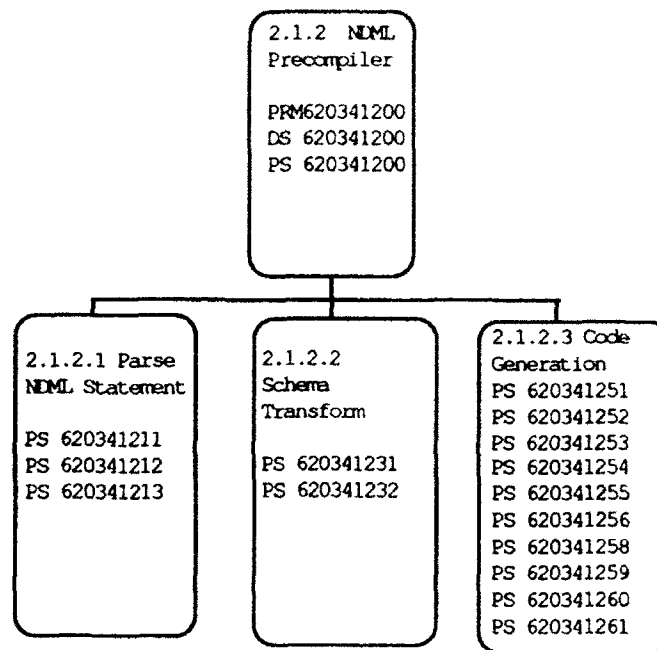 2.1.2 NDML
Precompiler
PRM620341200
DS 620341200
PS 620341200
2.1.2.1 Parse
NDML Statement
PS 620341211
PS 620341212
PS 620341213
2.1.2.2
Schema
Transform
PS 620341231
PS 620341232
2.1.2.3 Code
Generation
PS 620341251
PS 620341252
PS 620341253
PS 620341254
PS 620341255
PS 620341256
PS 620341258
PS 620341259
PS 620341260
PS 620341261